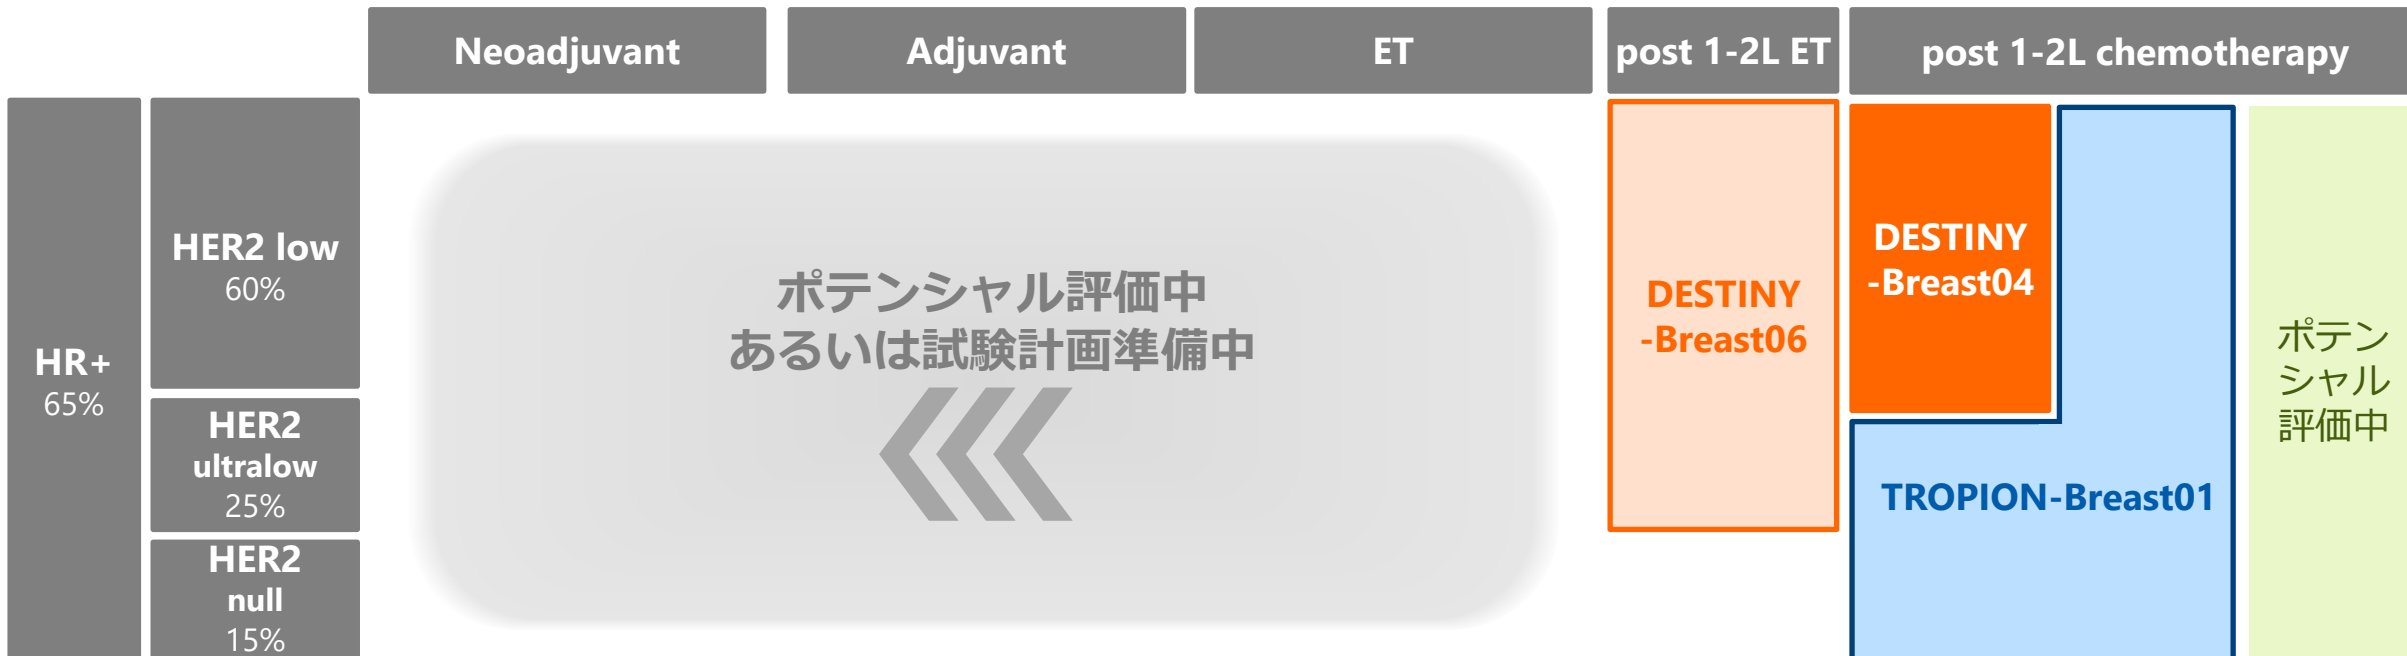 Neoadjuvant
Adjuvant
ET
post 1-2L ET
post 1-2L chemotherapy
HR+
65%
HER2 low
60%
HER2
ultralow
25%
HER2
null
15%
ポテンシャル評価中
あるいは試験計画準備中
DESTINY
-Breast06
DESTINY
-Breast04
TROPION-Breast01
ポテン
シャル
評価中